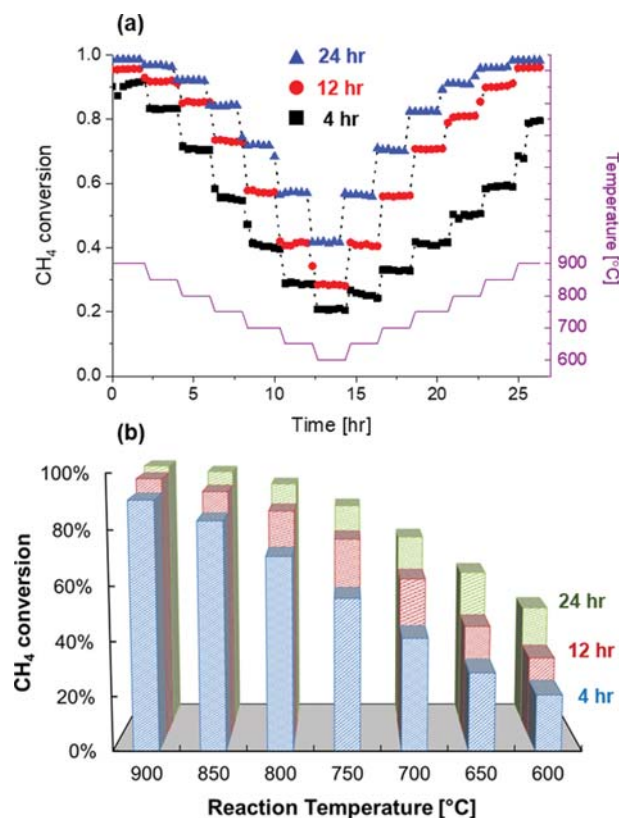 (a)
1.0
0.8
0.6
0.4
0.2
0.0
CH₄ conversion
24 hr
12 hr
4 hr
Temperature [°C]
900
800
700
600
0
5
10
15
20
25
Time [hr]
(b)
100%
80%
60%
40%
20%
0%
CH₄ conversion
24 hr
12 hr
4 hr
900 850 800 750 700 650 600
Reaction Temperature [°C]